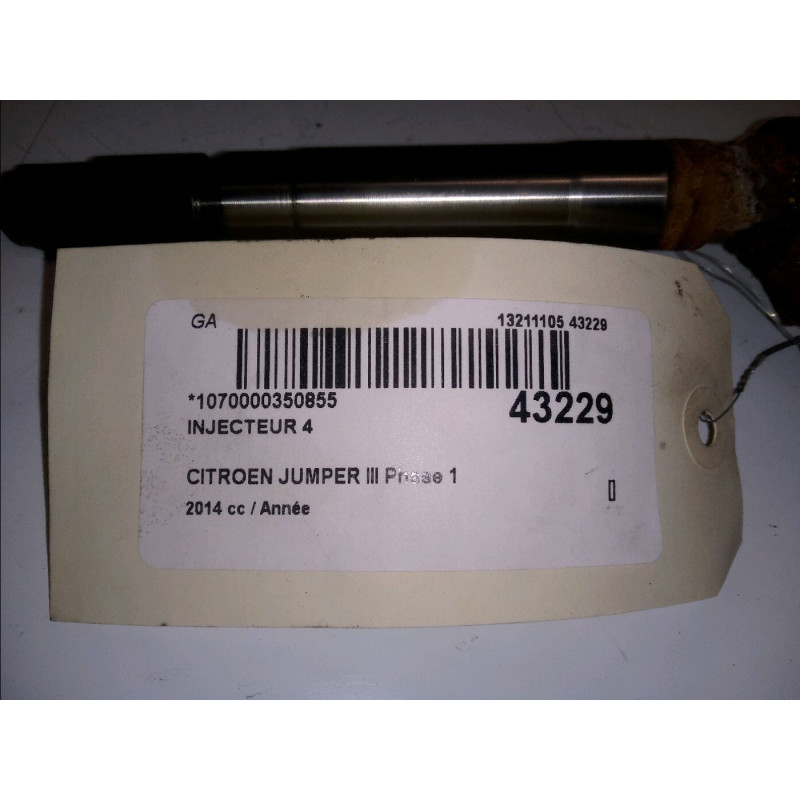 GA 13211105 43229
*1070000350855 43229
INJECTEUR 4
CITROEN JUMPER III Phase 1
2014 cc / Année